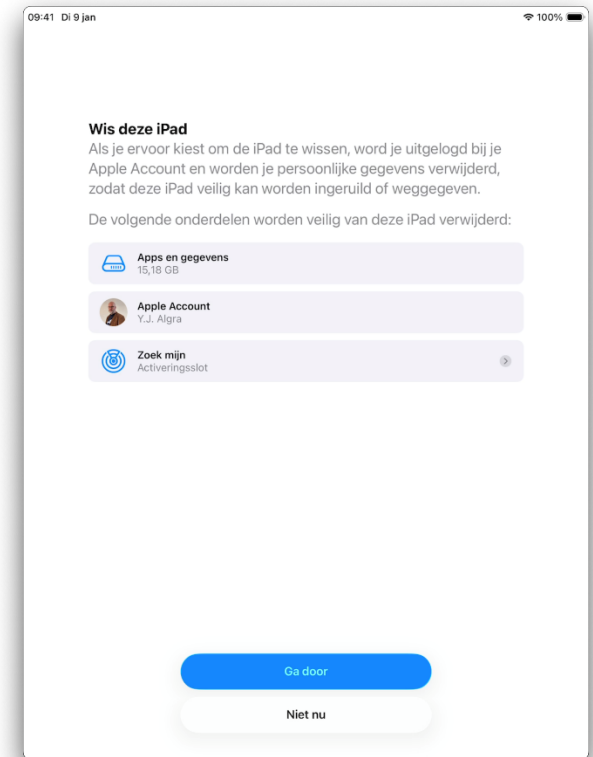 09:41 Di 9 jan 100%
Wis deze iPad
Als je ervoor kiest om de iPad te wissen, word je uitgelogd bij je
Apple Account en worden je persoonlijke gegevens verwijderd,
zodat deze iPad veilig kan worden ingeruild of weggegeven.
De volgende onderdelen worden veilig van deze iPad verwijderd:
Apps en gegevens
15,18 GB
Apple Account
Y.J. Algra
Zoek mijn
Activeringsslot
Ga door
Niet nu